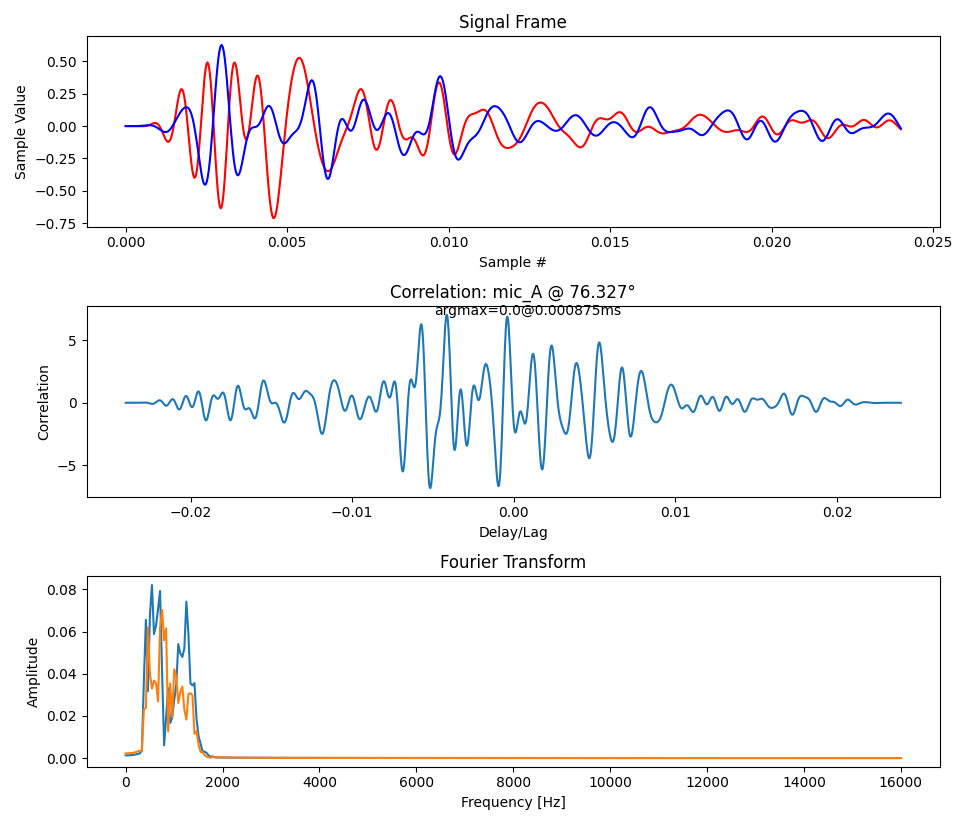 Signal Frame
Sample Value
0.50
0.25
0.00
−0.25
−0.50
−0.75
0.000 0.005 0.010 0.015 0.020 0.025
Sample #
Correlation: mic_A @ 76.327°
argmax=0.0@0.000875ms
Correlation
5
0
−5
−0.02 −0.01 0.00 0.01 0.02
Delay/Lag
Fourier Transform
Amplitude
0.08
0.06
0.04
0.02
0.00
0 2000 4000 6000 8000 10000 12000 14000 16000
Frequency [Hz]